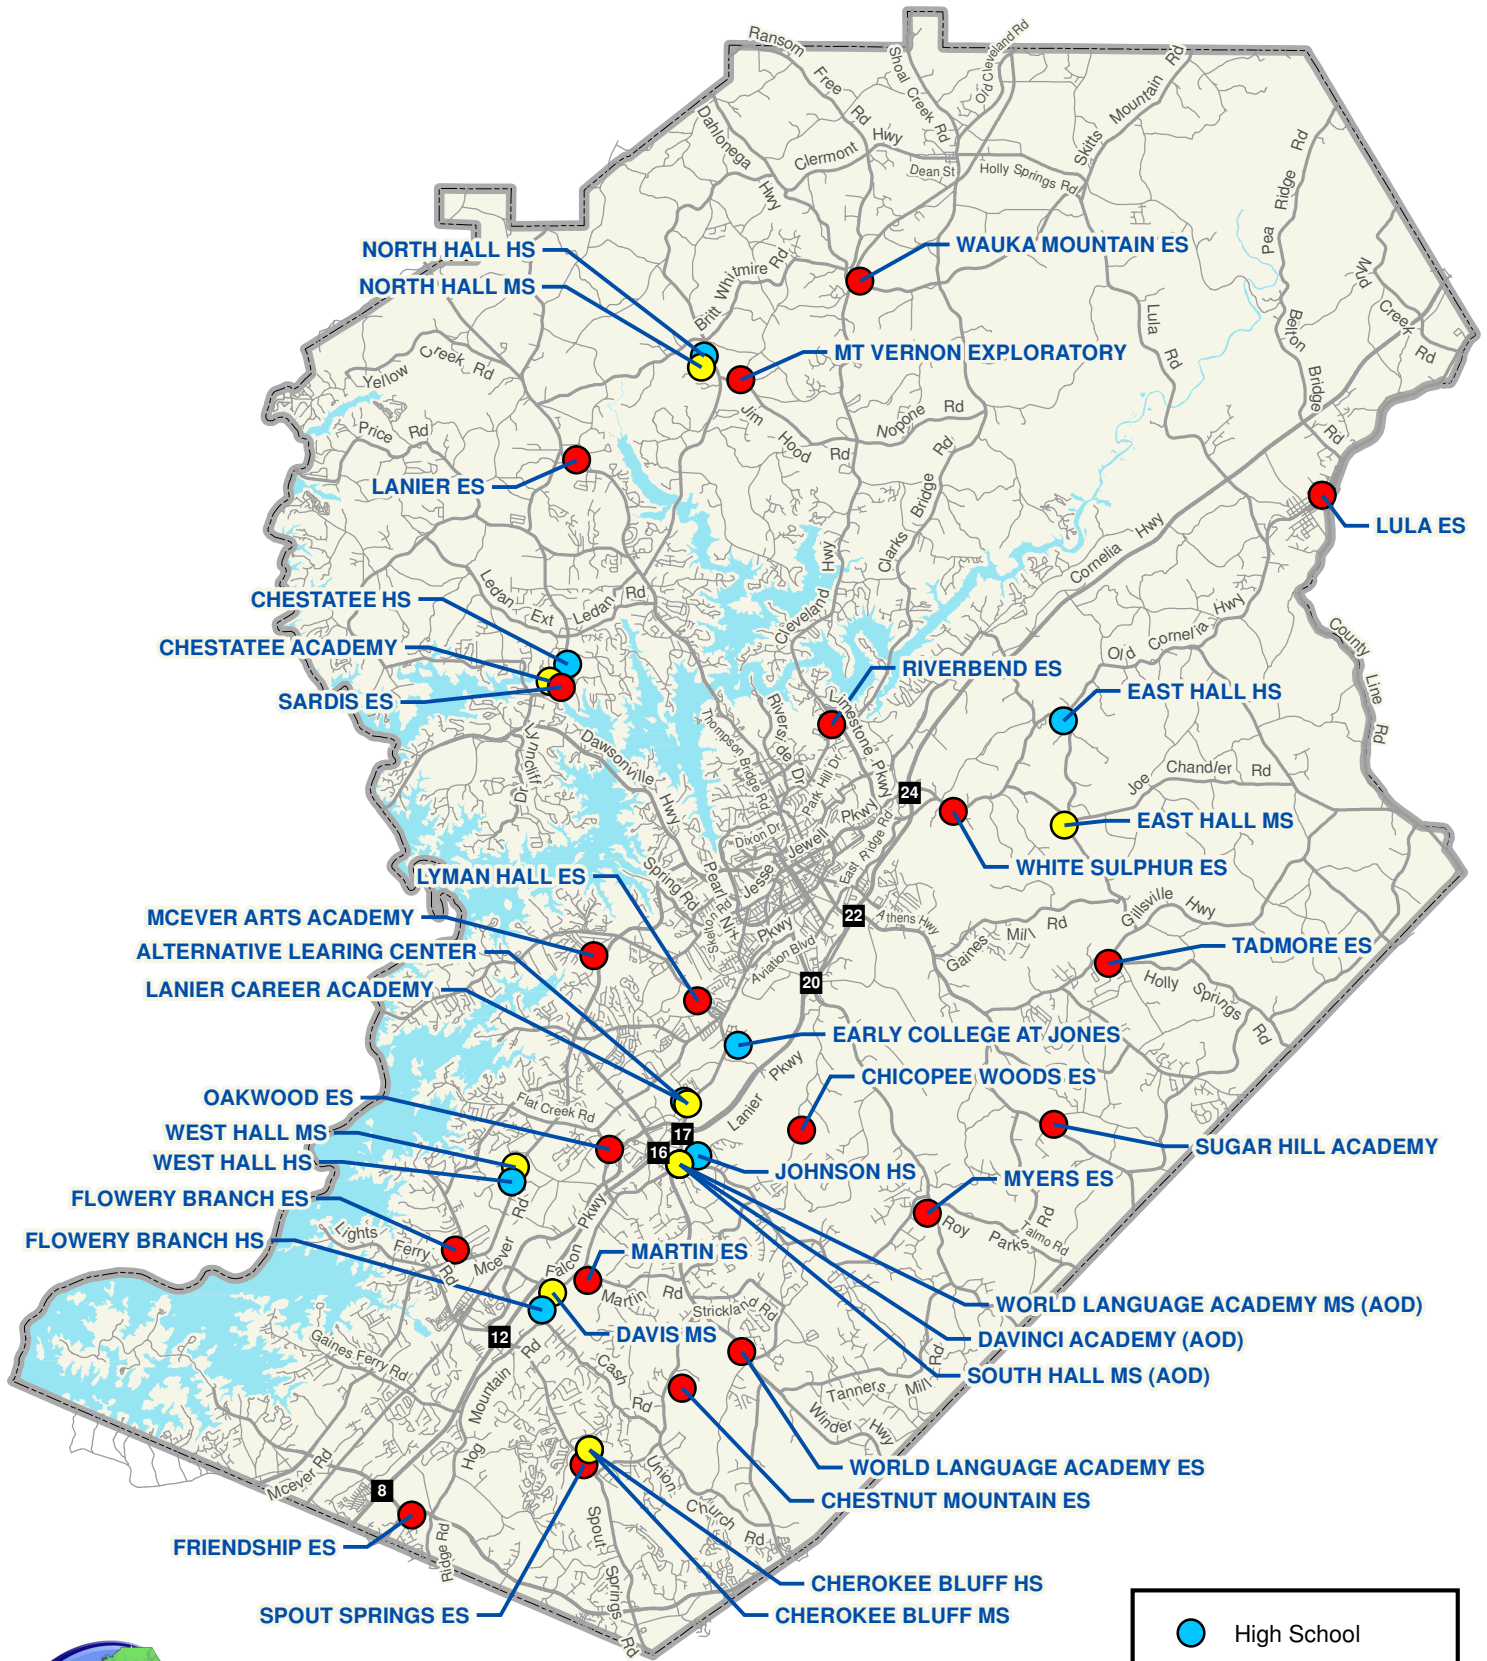 Ransom
Free
Rd
Shoal
Creek Rd
Old Cleveland Rd
Skitts
Mountain
Rd
Dahlonega
Hwy
Clermont
Hwy
Dean St
Holly Springs Rd
Pea
Ridge
Rd
NORTH HALL HS
NORTH HALL MS
WAUKA MOUNTAIN ES
Britt
Whitmire
Rd
Mud
Creek
Rd
Lula
Rd
Belton
Bridge
Rd
MT VERNON EXPLORATORY
Yellow
Creek
Rd
Price
Rd
Jim
Hood
Rd
Nopone
Rd
LANIER ES
LULA ES
Clarks
Bridge
Rd
Cornelia
Hwy
Cleveland
Hwy
Ledan
Ext
Ledan
Rd
CHESTATEE HS
CHESTATEE ACADEMY
SARDIS ES
Old
Cornelia
Hwy
County
Line
Rd
RIVERBEND ES
EAST HALL HS
Lynncliff
Dr
Dawsonville
Hwy
Thompson
Bridge Rd
Riverside
Dr
Limestone
Pkwy
Park Hill Dr
24
Joe
Chandler
Rd
EAST HALL MS
WHITE SULPHUR ES
Dixon Dr
Jesse
Jewell
Pkwy
East
Ridge Rd
LYMAN HALL ES
Spring Rd
Pearl
Nix
Pkwy
Skelton
Rd
Aviation Blvd
22
Athens Hwy
MCEVER ARTS ACADEMY
ALTERNATIVE LEARING CENTER
LANIER CAREER ACADEMY
Gaines
Mill
Rd
Gillsville
Hwy
TADMORE ES
Holly
Springs
Rd
20
EARLY COLLEGE AT JONES
Lanier
Pkwy
CHICOPEE WOODS ES
OAKWOOD ES
Flat Creek Rd
17
16
WEST HALL MS
WEST HALL HS
JOHNSON HS
SUGAR HILL ACADEMY
MYERS ES
Roy
Parks
Rd
Talmo Rd
FLOWERY BRANCH ES
FLOWERY BRANCH HS
Lights
Ferry
Rd
Mcever
Rd
Falcon
Pkwy
MARTIN ES
Martin
Rd
Strickland
Rd
WORLD LANGUAGE ACADEMY MS (AOD)
DAVINCI ACADEMY (AOD)
SOUTH HALL MS (AOD)
DAVIS MS
12
Gaines Ferry Rd
Hog
Mountain
Rd
Cash
Rd
Tanners
Mill
Rd
Winder
Hwy
WORLD LANGUAGE ACADEMY ES
CHESTNUT MOUNTAIN ES
Mcever Rd
8
Union
Church
Rd
FRIENDSHIP ES
Ridge Rd
Spout
Springs
Rd
SPOUT SPRINGS ES
CHEROKEE BLUFF HS
CHEROKEE BLUFF MS
High School